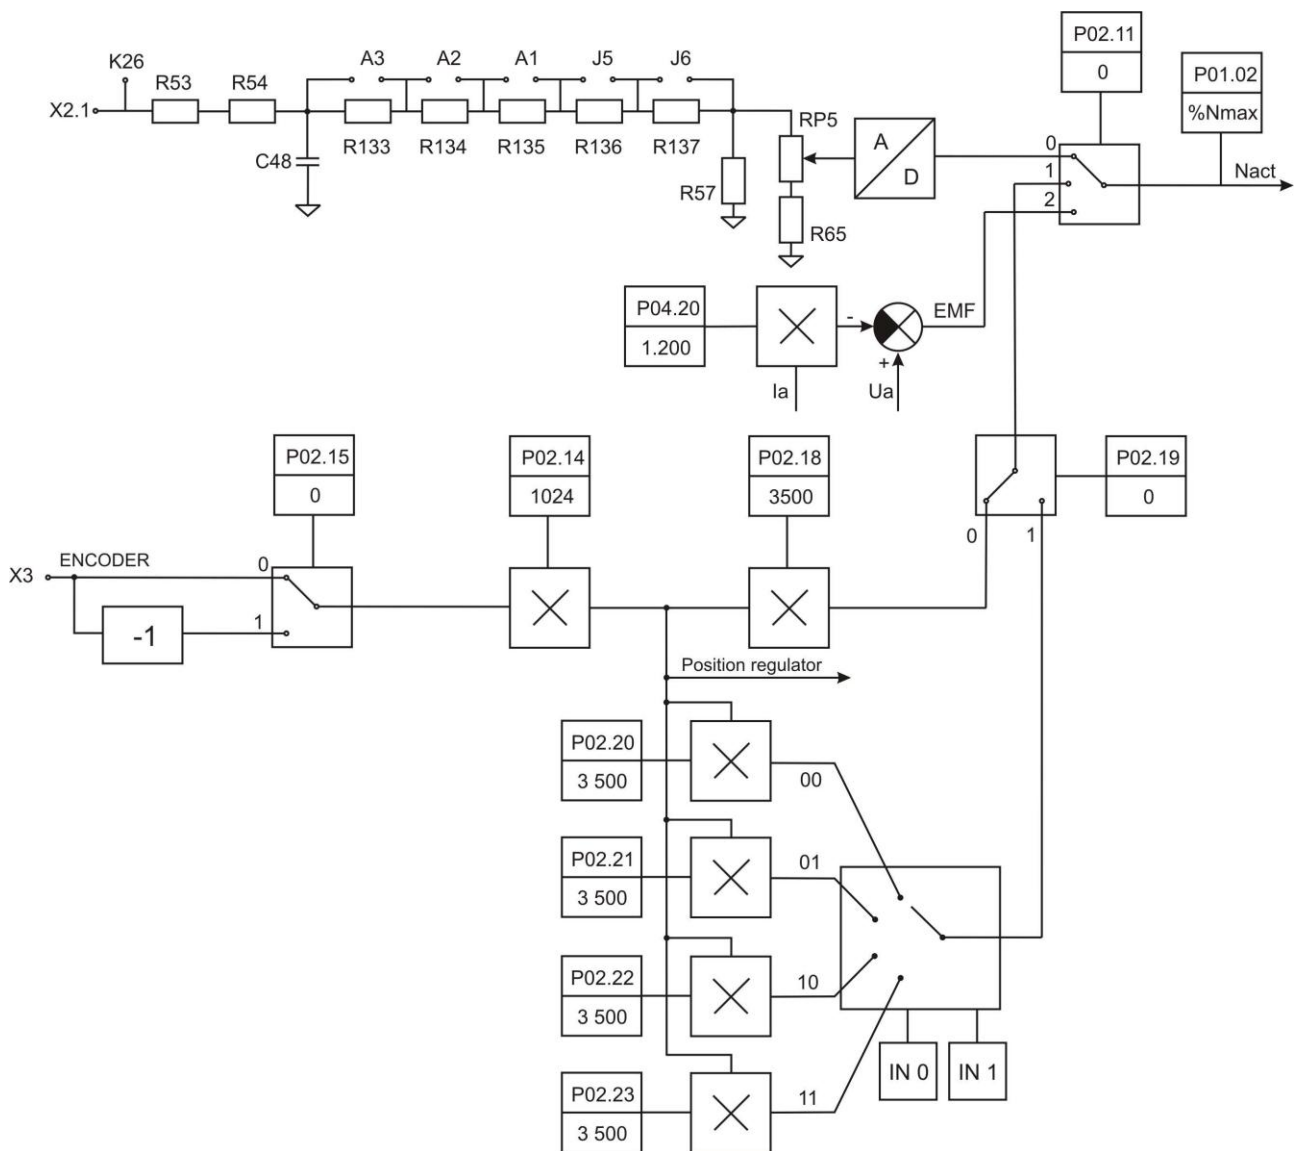 P02.11
0
P01.02
%Nmax
K26
X2.1
R53
R54
A3
A2
A1
J5
J6
R133
R134
R135
R136
R137
C48
R57
RP5
R65
A
D
0
1
2
Nact
P04.20
1.200
-
+
EMF
Ia
Ua
P02.15
0
P02.14
1024
P02.18
3500
P02.19
0
0
1
X3
ENCODER
0
1
-1
Position regulator
P02.20
3 500
00
P02.21
3 500
01
P02.22
3 500
10
P02.23
3 500
11
IN 0
IN 1